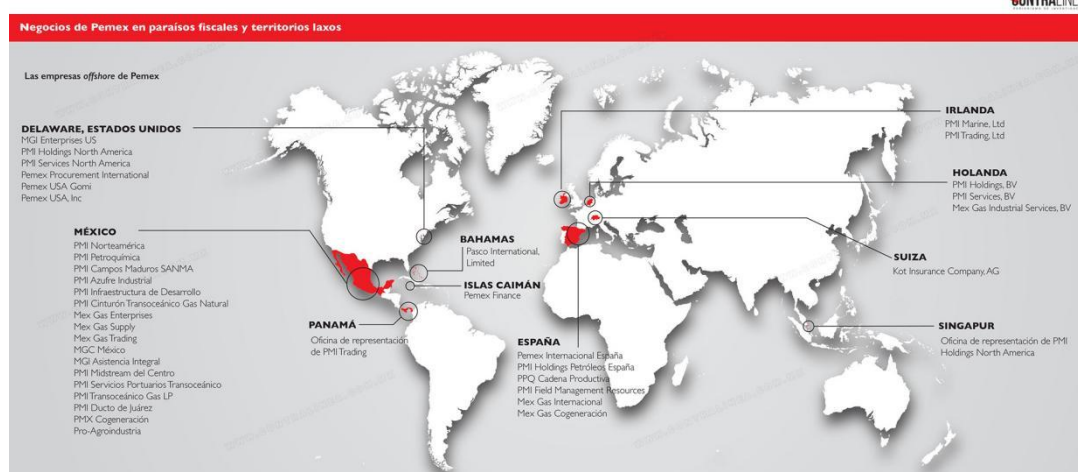 CONTRALÍNEA
PERIODISMO DE INVESTIGACIÓN
Negocios de Pemex en paraísos fiscales y territorios laxos
Las empresas offshore de Pemex
DELAWARE, ESTADOS UNIDOS
MGI Enterprises US
PMI Holdings North America
PMI Services North America
Pemex Procurement International
Pemex USA Gomi
Pemex USA, Inc
MÉXICO
PMI Norteamérica
PMI Petroquímica
PMI Campos Maduros SANMA
PMI Azufre Industrial
PMI Infraestructura de Desarrollo
PMI Cinturón Transoceánico Gas Natural
Mex Gas Enterprises
Mex Gas Supply
Mex Gas Trading
MGC México
MGI Asistencia Integral
PMI Midstream del Centro
PMI Servicios Portuarios Transoceánico
PMI Transoceánico Gas LP
PMI Ducto de Juárez
PMX Cogeneración
Pro-Agroindustria
PANAMÁ
Oficina de representación
de PMI Trading
BAHAMAS
Pasco International,
Limited
ISLAS CAIMÁN
Pemex Finance
ESPAÑA
Pemex Internacional España
PMI Holdings Petróleos España
PPQ Cadena Productiva
PMI Field Management Resources
Mex Gas Internacional
Mex Gas Cogeneración
IRLANDA
PMI Marine, Ltd
PMI Trading, Ltd
HOLANDA
PMI Holdings, BV
PMI Services, BV
Mex Gas Industrial Services, BV
SUIZA
Kot Insurance Company, AG
SINGAPUR
Oficina de representación de PMI
Holdings North America